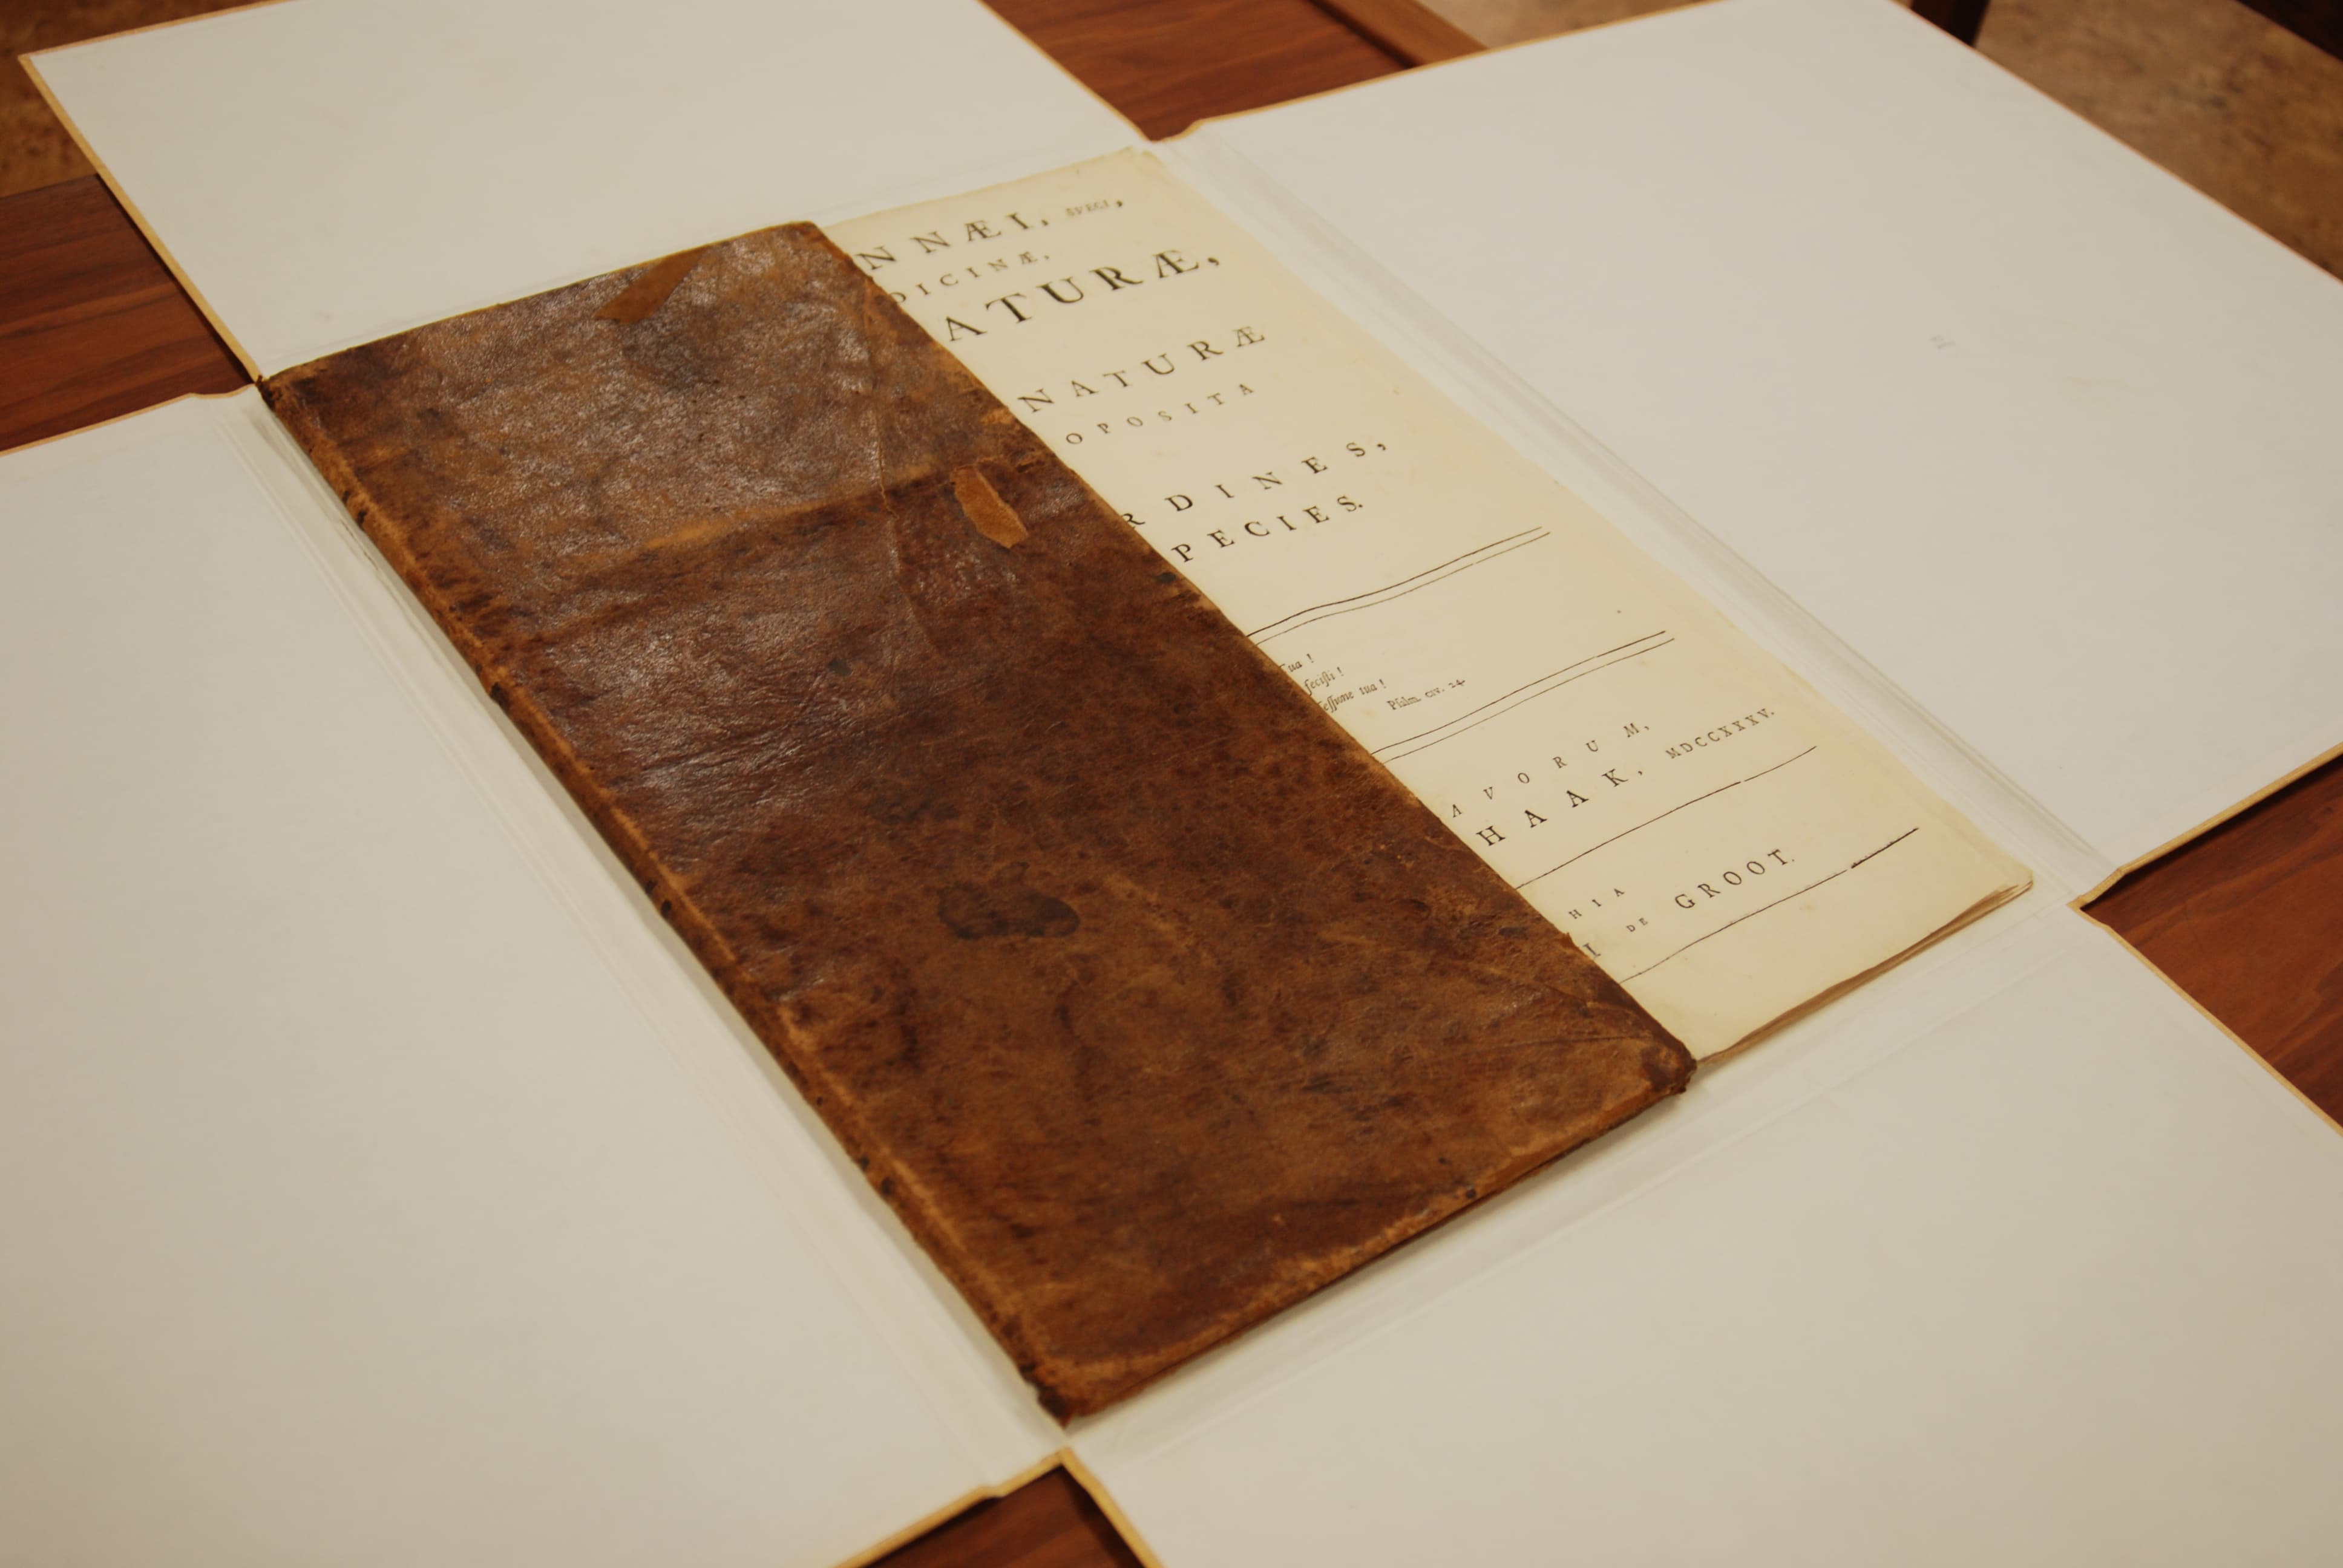 NNÆI, SVECI,
DICINÆ,
ATURÆ,
NATURÆ
OPOSITA
RDINES,
PECIES.
Tua!
fecisti!
sessione tua! Psalm. civ. 24.
AVORUM,
HAAK, MDCCXXXV.
HIA
I DE GROOT.